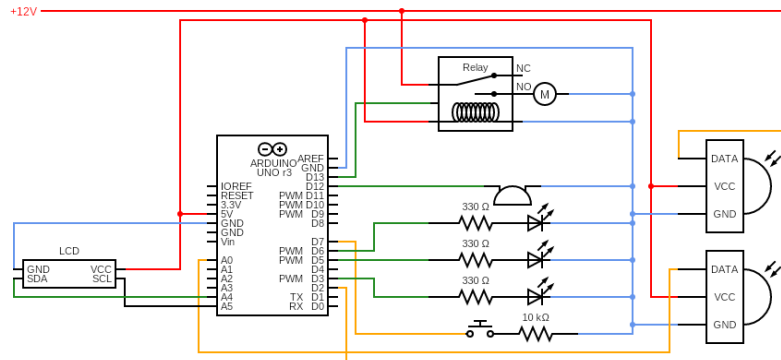 +12V
Relay
NC
NO
M
ARDUINO
UNO r3
AREF
GND
D13
D12
IOREF
PWM D11
RESET
PWM D10
3.3V
PWM D9
5V
D8
GND
GND
Vin
D7
PWM D6
A0
PWM D5
A1
D4
A2
PWM D3
A3
D2
A4
TX D1
A5
RX D0
LCD
GND
VCC
SDA
SCL
330 Ω
330 Ω
330 Ω
10 kΩ
DATA
VCC
GND
DATA
VCC
GND